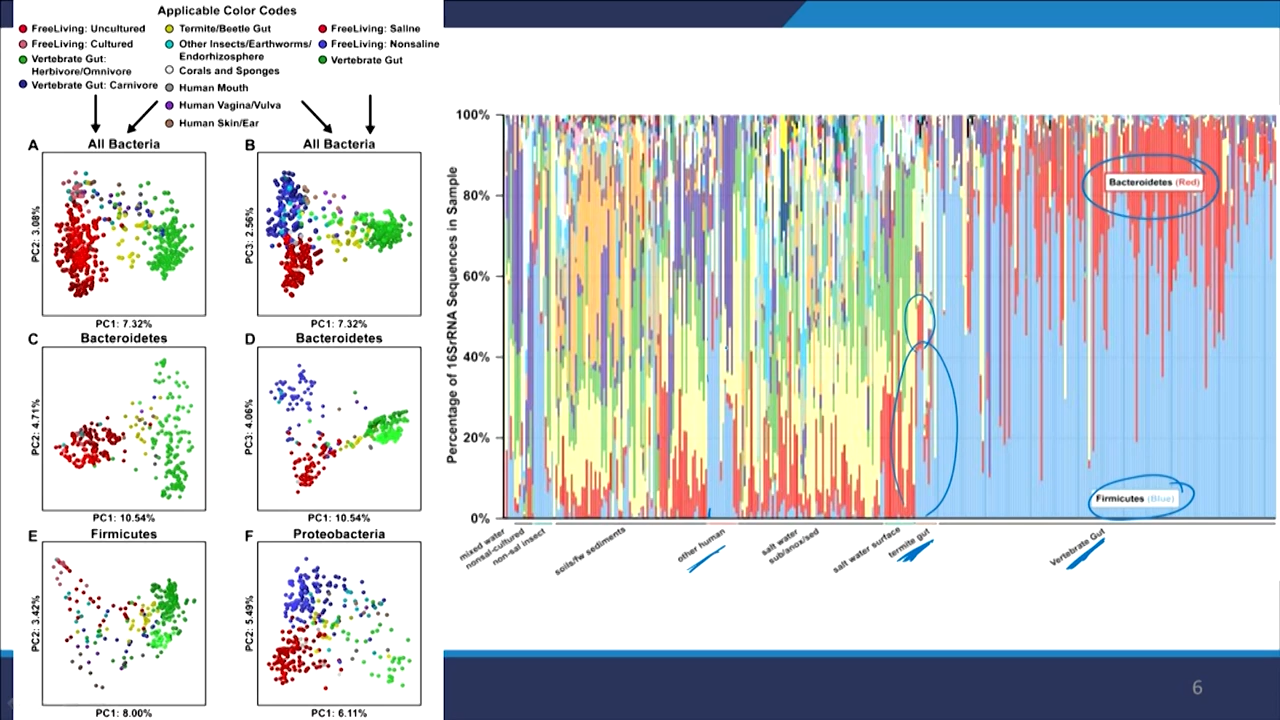 Applicable Color Codes
FreeLiving: Uncultured
FreeLiving: Cultured
Vertebrate Gut:
Herbivore/Omnivore
Vertebrate Gut: Carnivore
Termite/Beetle Gut
Other Insects/Earthworms/
Endorhizosphere
Corals and Sponges
Human Mouth
Human Vagina/Vulva
Human Skin/Ear
FreeLiving: Saline
FreeLiving: Nonsaline
Vertebrate Gut
A All Bacteria
PC2: 3.08%
PC1: 7.32%
B All Bacteria
PC3: 2.56%
PC1: 7.32%
C Bacteroidetes
PC2: 4.71%
PC1: 10.54%
D Bacteroidetes
PC3: 4.06%
PC1: 10.54%
E Firmicutes
PC2: 3.42%
PC1: 8.00%
F Proteobacteria
PC2: 5.49%
PC1: 6.11%
Percentage of 16SrRNA Sequences in Sample
100%
80%
60%
40%
20%
0%
Bacteroidetes (Red)
Firmicutes (Blue)
mixed water
nonsal-cultured
non-sal insect
soils/fw sediments
other human
salt water
sub/anox/sed
salt water surface
termite gut
Vertebrate Gut
6